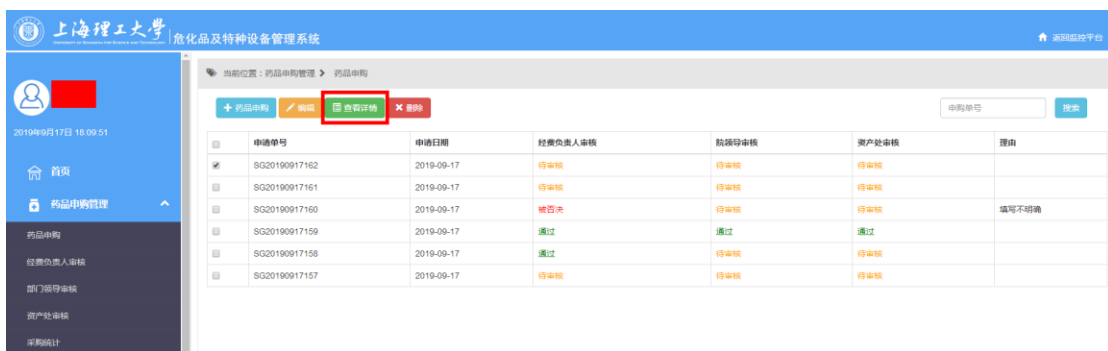 上海理工大學 危化品及特种设备管理系统 返回监控平台
当前位置：药品申购管理 药品申购
药品申购 编辑 查看详情 删除 申购单号 搜索
2019年9月17日 18:09:51
申请单号 申请日期 经费负责人审核 院领导审核 资产处审核 理由
SG20190917162 2019-09-17 待审核 待审核 待审核
SG20190917161 2019-09-17 待审核 待审核 待审核
SG20190917160 2019-09-17 被否决 待审核 待审核 填写不明确
SG20190917159 2019-09-17 通过 通过 通过
SG20190917158 2019-09-17 通过 待审核 待审核
SG20190917157 2019-09-17 待审核 待审核 待审核
首页
药品申购管理
药品申购
经费负责人审核
部门领导审核
资产处审核
采购统计